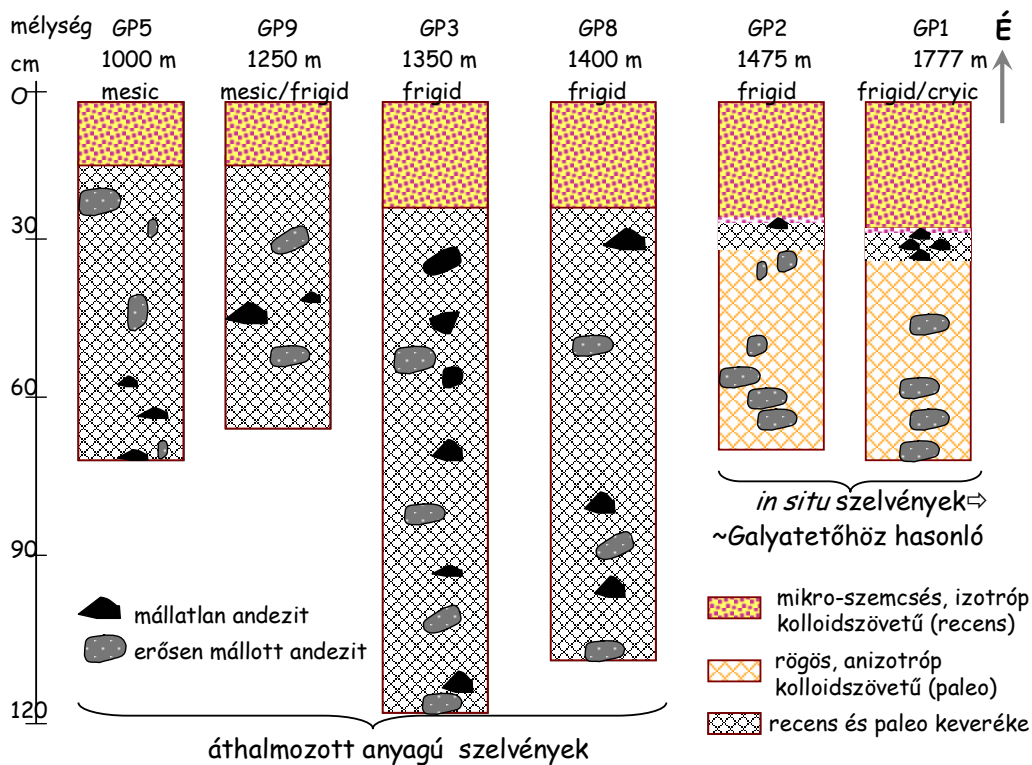 mélység GP5 GP9 GP3 GP8 GP2 GP1 É
cm 1000 m 1250 m 1350 m 1400 m 1475 m 1777 m
0 mesic mesic/frigid frigid frigid frigid frigid/cryic
30
60
90
120
in situ szelvények⇨
~Galyatetőhöz hasonló
mállatlan andezit
erősen mállott andezit
mikro-szemcsés, izotróp
kolloidszövetű (recens)
rögös, anizotróp
kolloidszövetű (paleo)
recens és paleo keveréke
áthalmozott anyagú szelvények